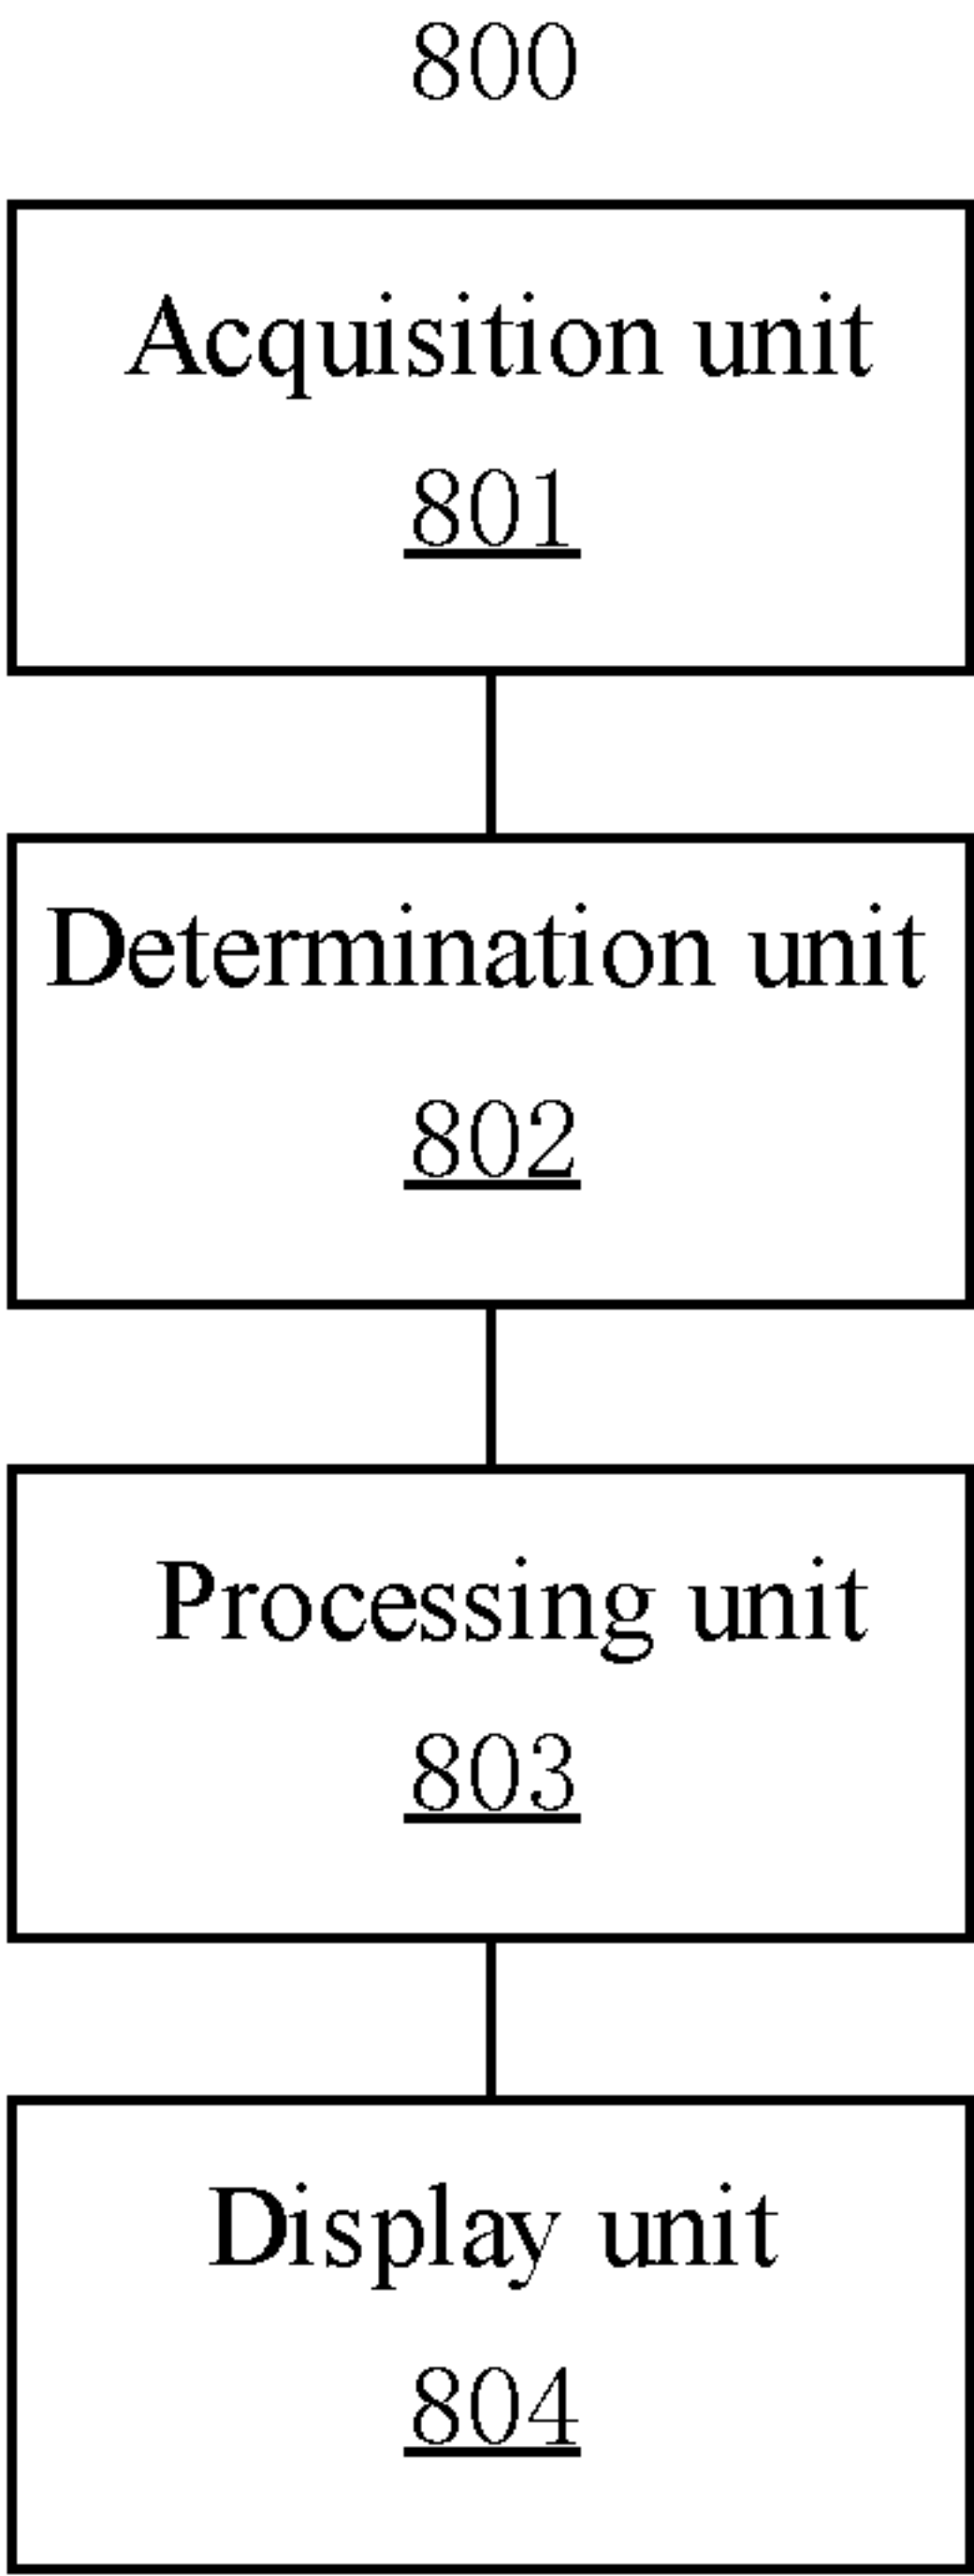 800
Acquisition unit
801
Determination unit
802
Processing unit
803
Display unit
804